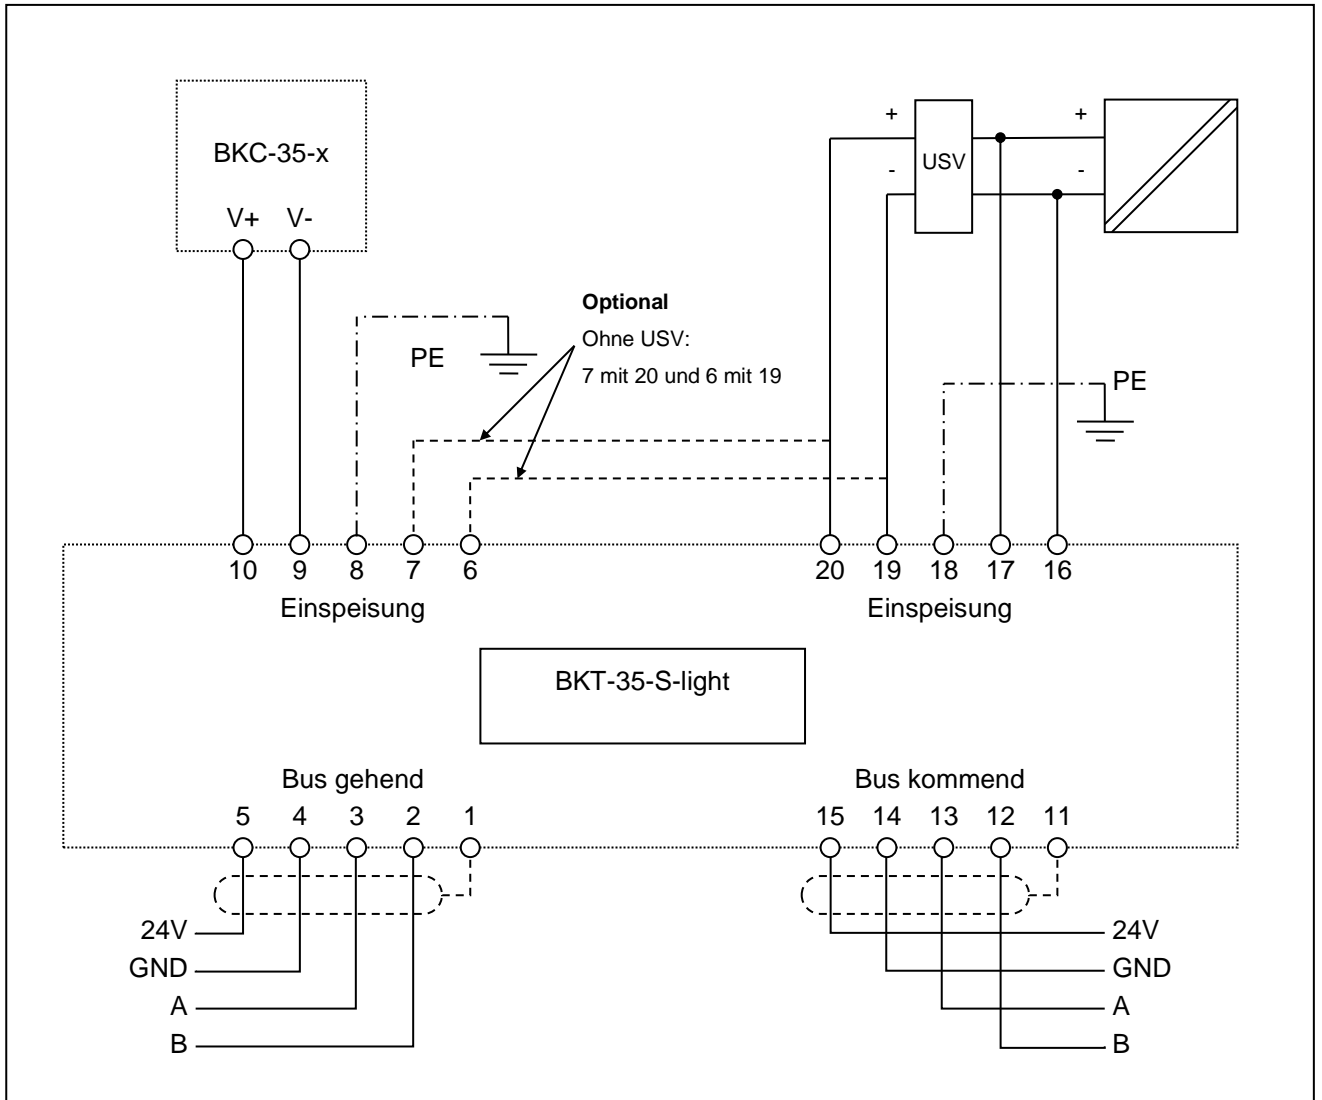 BKC-35-x
V+ V-
+ +
- -
USV
Optional
Ohne USV:
7 mit 20 und 6 mit 19
PE
PE
10 9 8 7 6
20 19 18 17 16
Einspeisung
Einspeisung
BKT-35-S-light
Bus gehend
Bus kommend
5 4 3 2 1
15 14 13 12 11
24V
GND
A
B
24V
GND
A
B